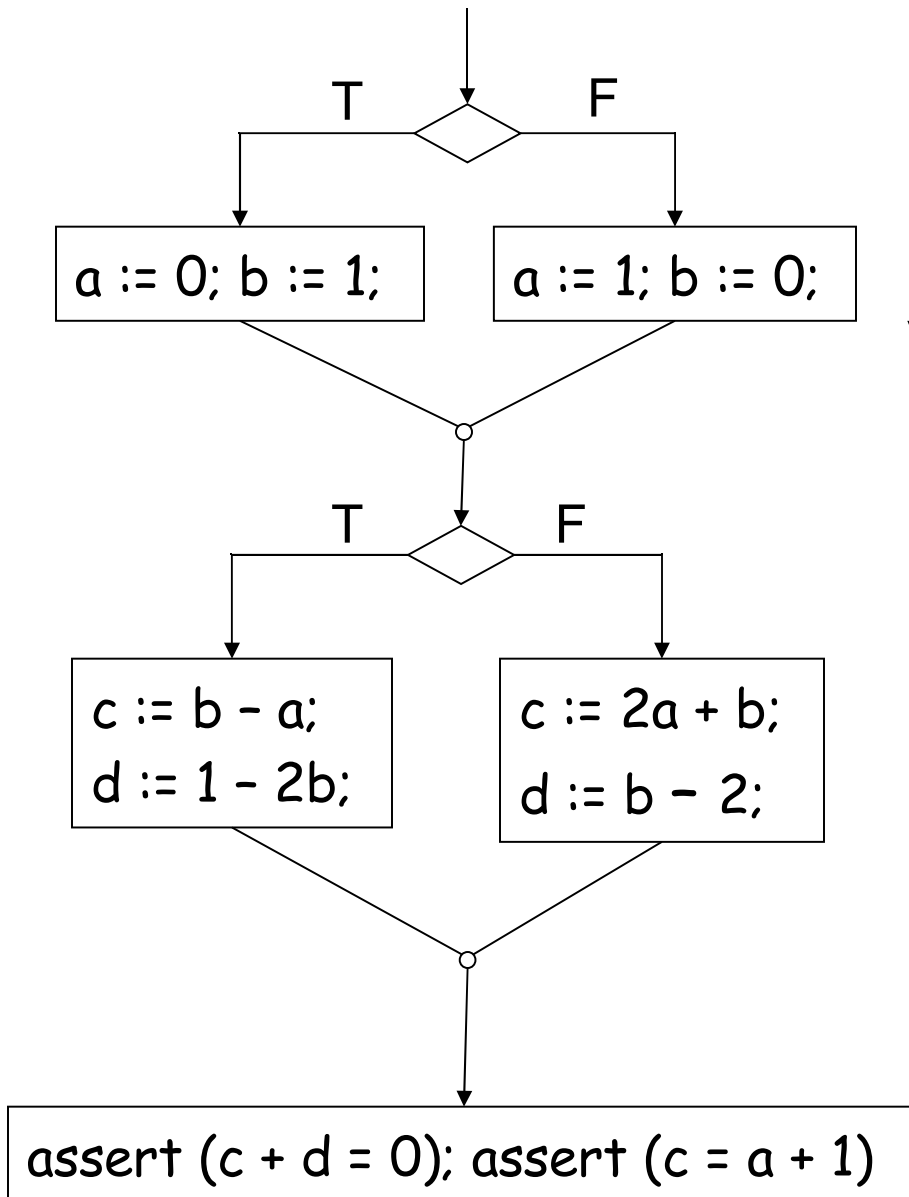 T F
a := 0; b := 1; a := 1; b := 0;
T F
c := b – a; c := 2a + b;
d := 1 – 2b; d := b – 2;
assert (c + d = 0); assert (c = a + 1)